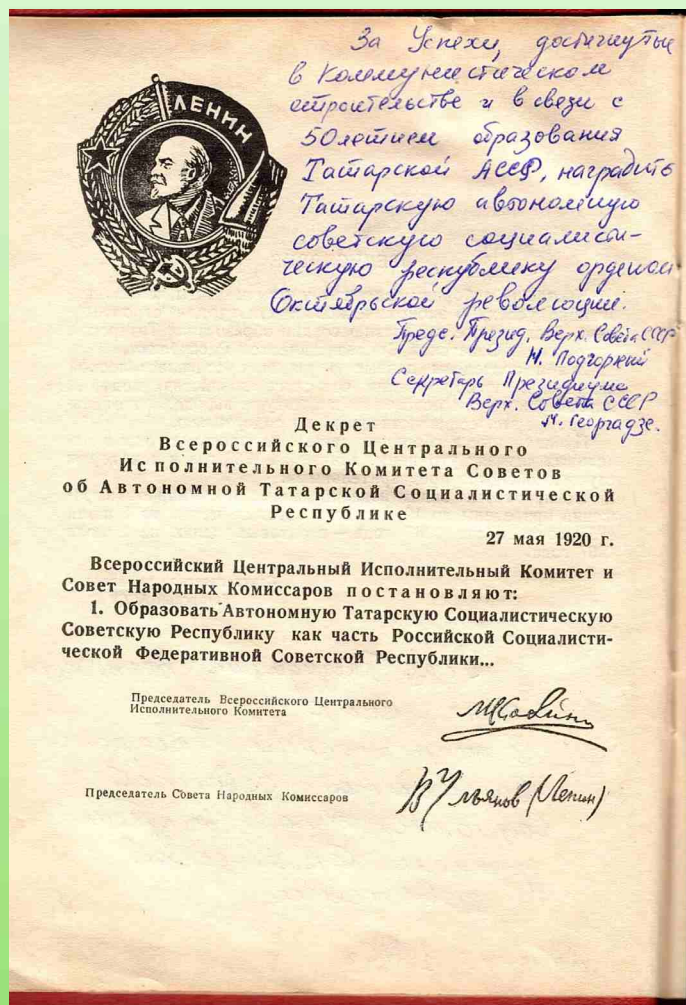 ЛЕНИН
За Успехи, достигнутые
в Коммунистическом
строительстве и в связи с
50летием образования
Татарской АССР, наградить
Татарскую автономную
советскую социалисти-
ческую республику орденом
Октябрьской революции.
Предс. Презид. Верх. Совета СССР
Н. Подгорный
Секретарь Президиума
Верх. Совета СССР
М. Георгадзе.
Декрет
Всероссийского Центрального
Исполнительного Комитета Советов
об Автономной Татарской Социалистической
Республике
27 мая 1920 г.
Всероссийский Центральный Исполнительный Комитет и
Совет Народных Комиссаров постановляют:
1. Образовать Автономную Татарскую Социалистическую
Советскую Республику как часть Российской Социалисти-
ческой Федеративной Советской Республики...
Председатель Всероссийского Центрального
Исполнительного Комитета
МКалинин
Председатель Совета Народных Комиссаров
В Ульянов (Ленин)